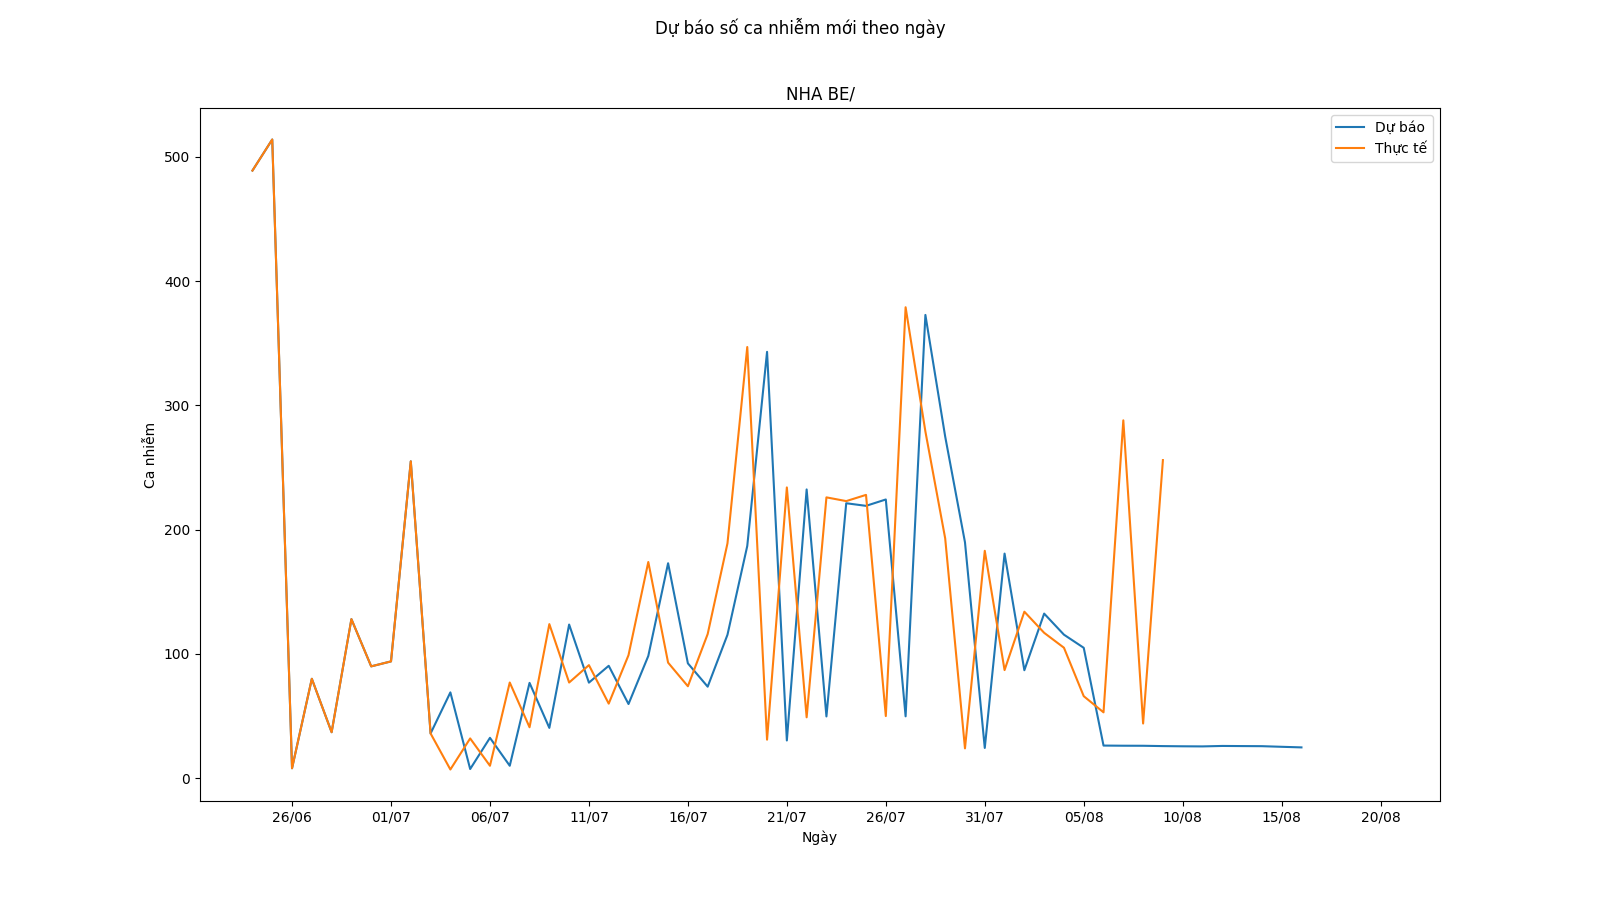 Dự báo số ca nhiễm mới theo ngày
NHA BE/
Dự báo
Thực tế
500
400
300
200
100
0
Ca nhiễm
26/06 01/07 06/07 11/07 16/07 21/07 26/07 31/07 05/08 10/08 15/08 20/08
Ngày